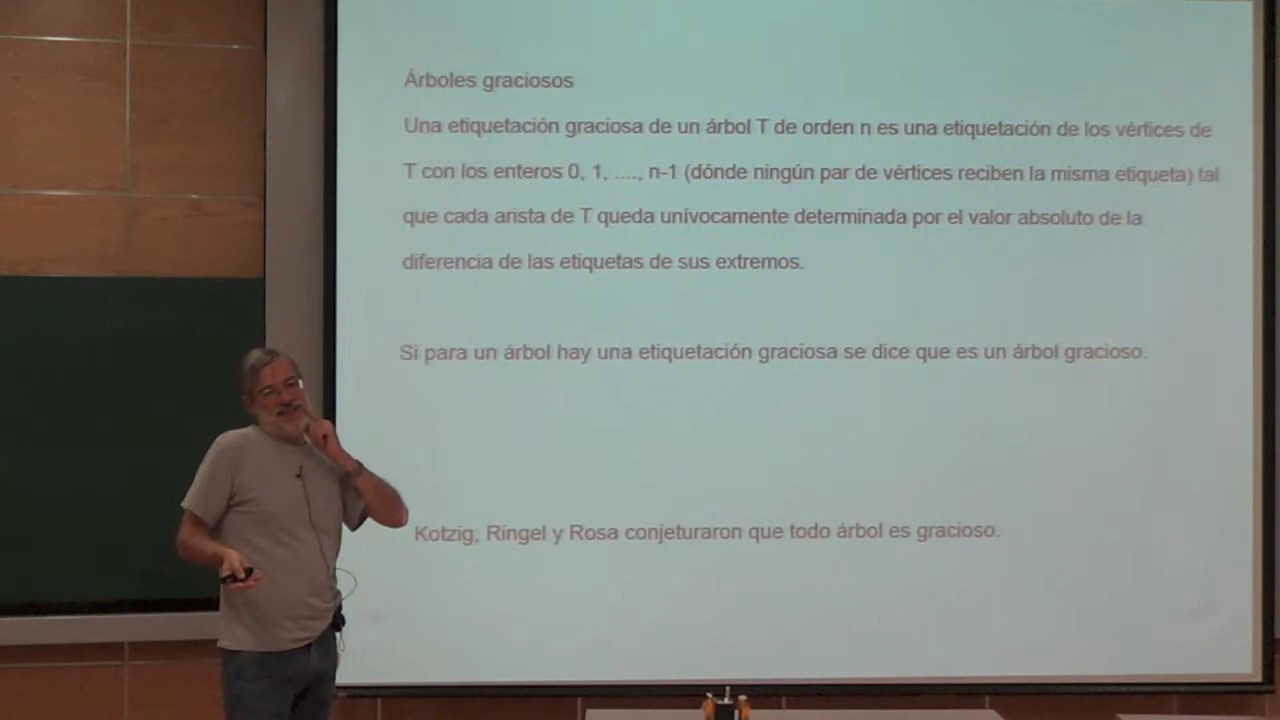 Árboles graciosos
Una etiquetación graciosa de un árbol T de orden n es una etiquetación de los vértices de
T con los enteros 0, 1, ...., n-1 (dónde ningún par de vértices reciben la misma etiqueta) tal
que cada arista de T queda unívocamente determinada por el valor absoluto de la
diferencia de las etiquetas de sus extremos.
Si para un árbol hay una etiquetación graciosa se dice que es un árbol gracioso.
Kotzig, Ringel y Rosa conjeturaron que todo árbol es gracioso.